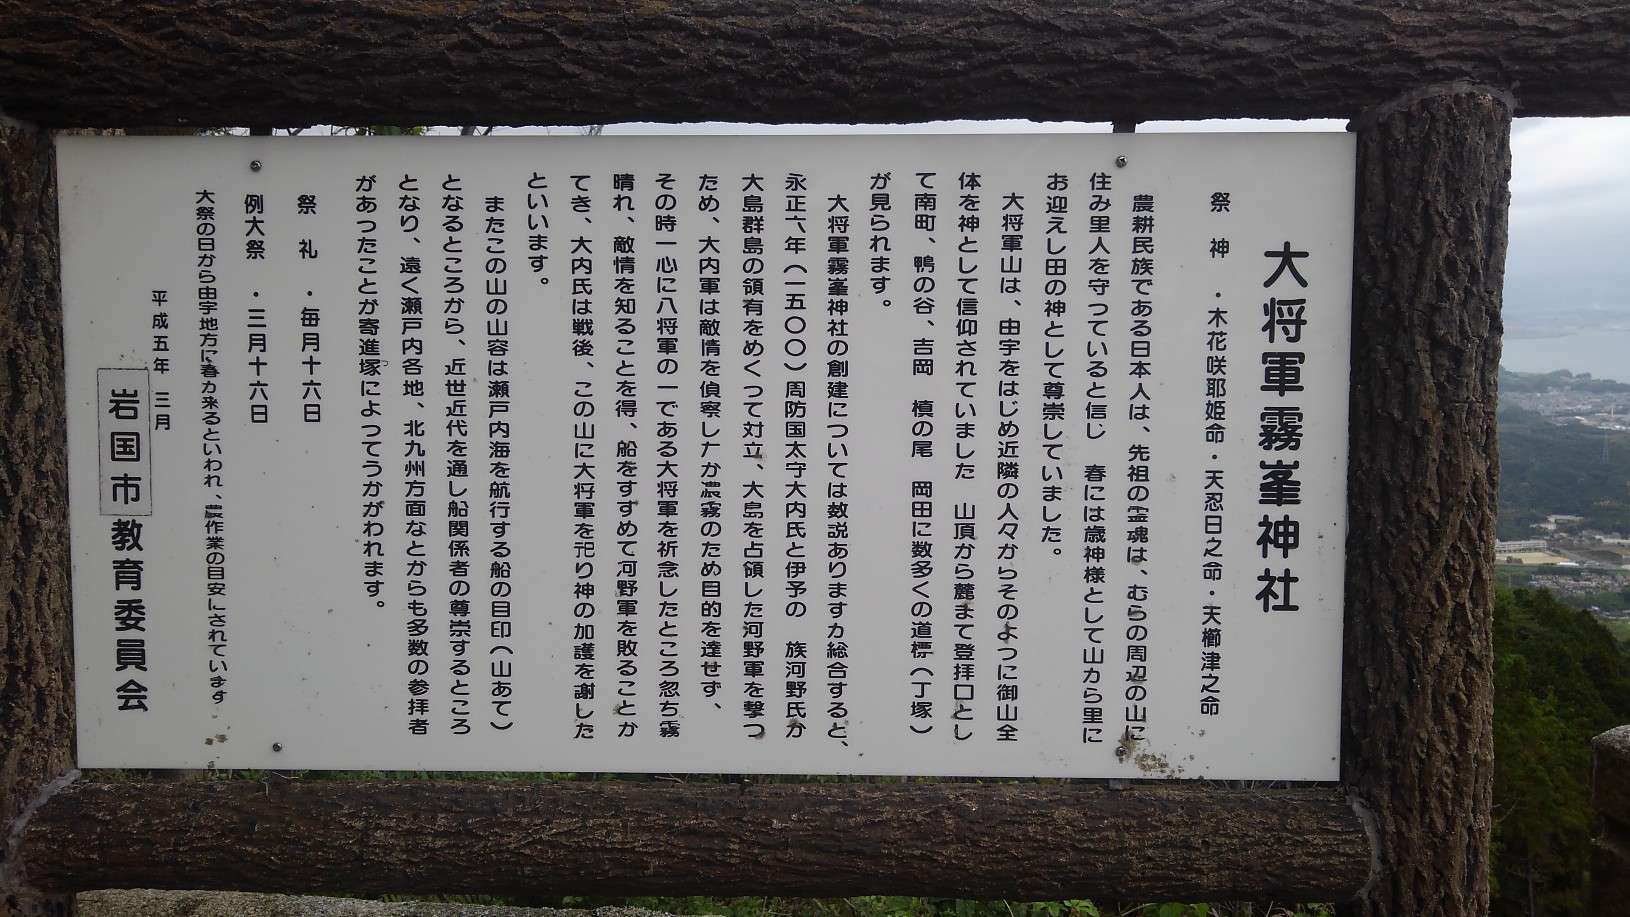 大将軍霧峯神社
祭　神　・木花咲耶姫命・天忍日之命・天櫛津之命
農耕民族である日本人は、先祖の霊魂は、むらの周辺の山に
住み里人を守っていると信じ　春には歳神様として山から里に
お迎えし田の神として尊崇していました。
大将軍山は、由宇をはじめ近隣の人々からそのよつに御山全
体を神として信仰されていました　山頂から麓まて登拝口とし
て南町、鴨の谷、吉岡　槙の尾　岡田に数多くの道標（丁塚）
が見られます。
大将軍霧峯神社の創建については数説ありますか総合すると、
永正六年（一五〇〇）周防国太守大内氏と伊予の　族河野氏か
大島群島の領有をめくって対立、大島を占領した河野軍を撃つ
ため、大内軍は敵情を偵察したか濃霧のため目的を達せず、
その時一心に八将軍の一である大将軍を祈念したところ忽ち霧
晴れ、敵情を知ることを得、船をすすめて河野軍を敗ることか
てき、大内氏は戦後、この山に大将軍を祀り神の加護を謝した
といいます。
またこの山の山容は瀬戸内海を航行する船の目印（山あて）
となるところから、近世近代を通し船関係者の尊崇するところ
となり、遠く瀬戸内各地、北九州方面なとからも多数の参拝者
があったことが寄進塚によってうかがわれます。
祭　礼　・毎月十六日
例大祭　・三月十六日
大祭の日から由宇地方に春か来るといわれ、農作業の目安にされています
平成五年　三月
岩国市教育委員会